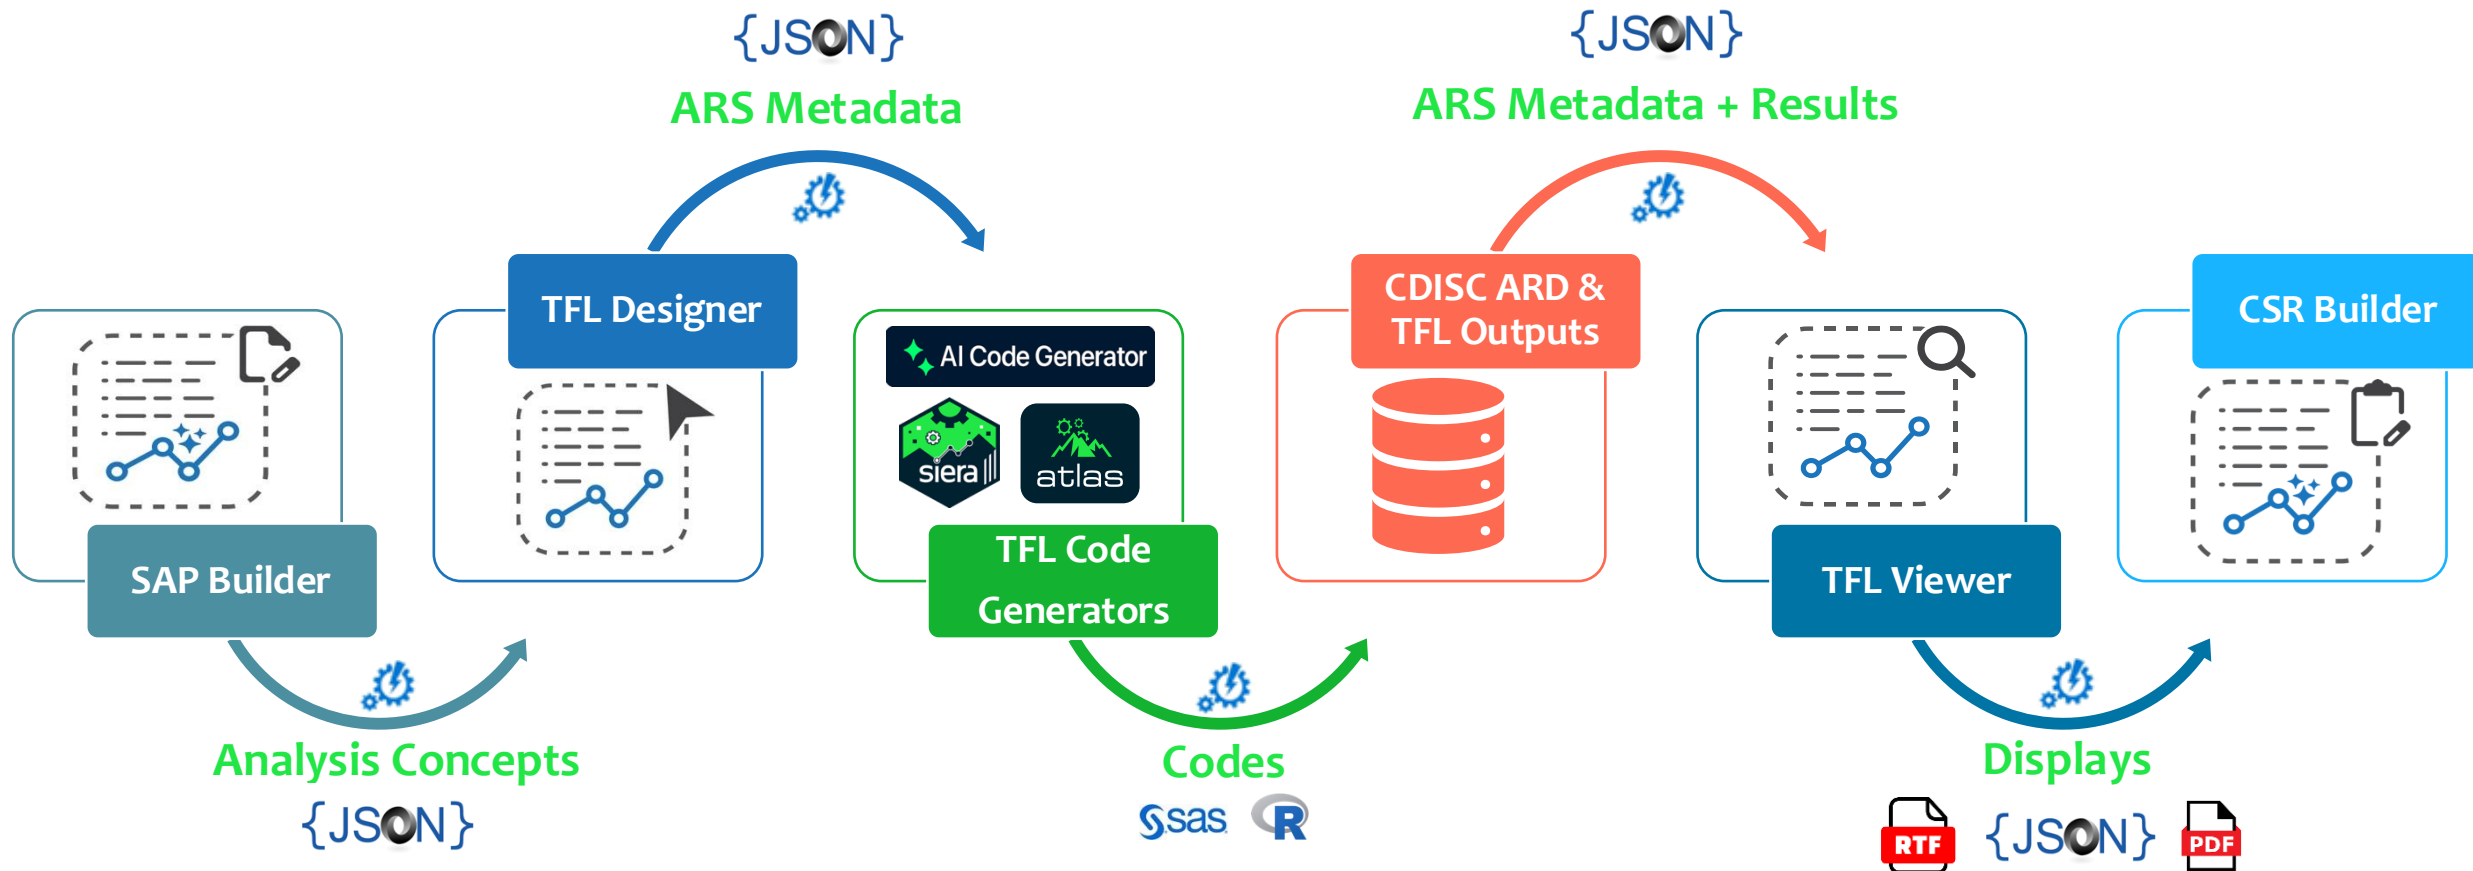 {JSON}
ARS Metadata
{JSON}
ARS Metadata + Results
SAP Builder
Analysis Concepts
{JSON}
TFL Designer
AI Code Generator
siera
atlas
TFL Code
Generators
Codes
sas
R
CDISC ARD &
TFL Outputs
TFL Viewer
Displays
RTF
{JSON}
PDF
CSR Builder